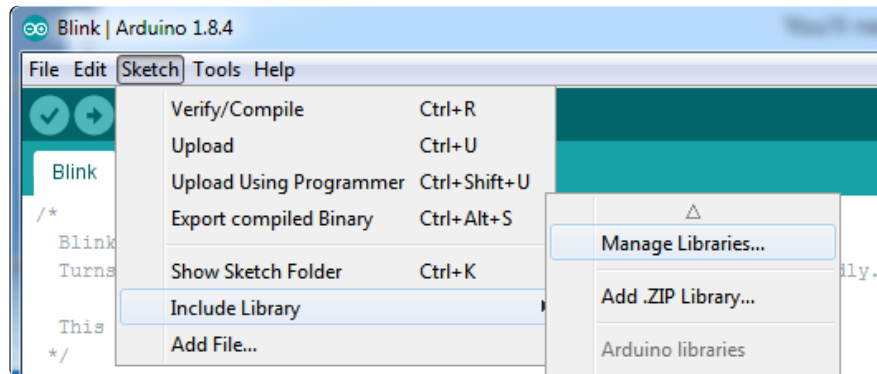 Blink | Arduino 1.8.4
File Edit Sketch Tools Help
Verify/Compile Ctrl+R
Upload Ctrl+U
Blink
Upload Using Programmer Ctrl+Shift+U
/*
Export compiled Binary Ctrl+Alt+S
Blink
Manage Libraries...
Turns
Show Sketch Folder Ctrl+K
dly.
Include Library
Add .ZIP Library...
This
Add File...
Arduino libraries
*/